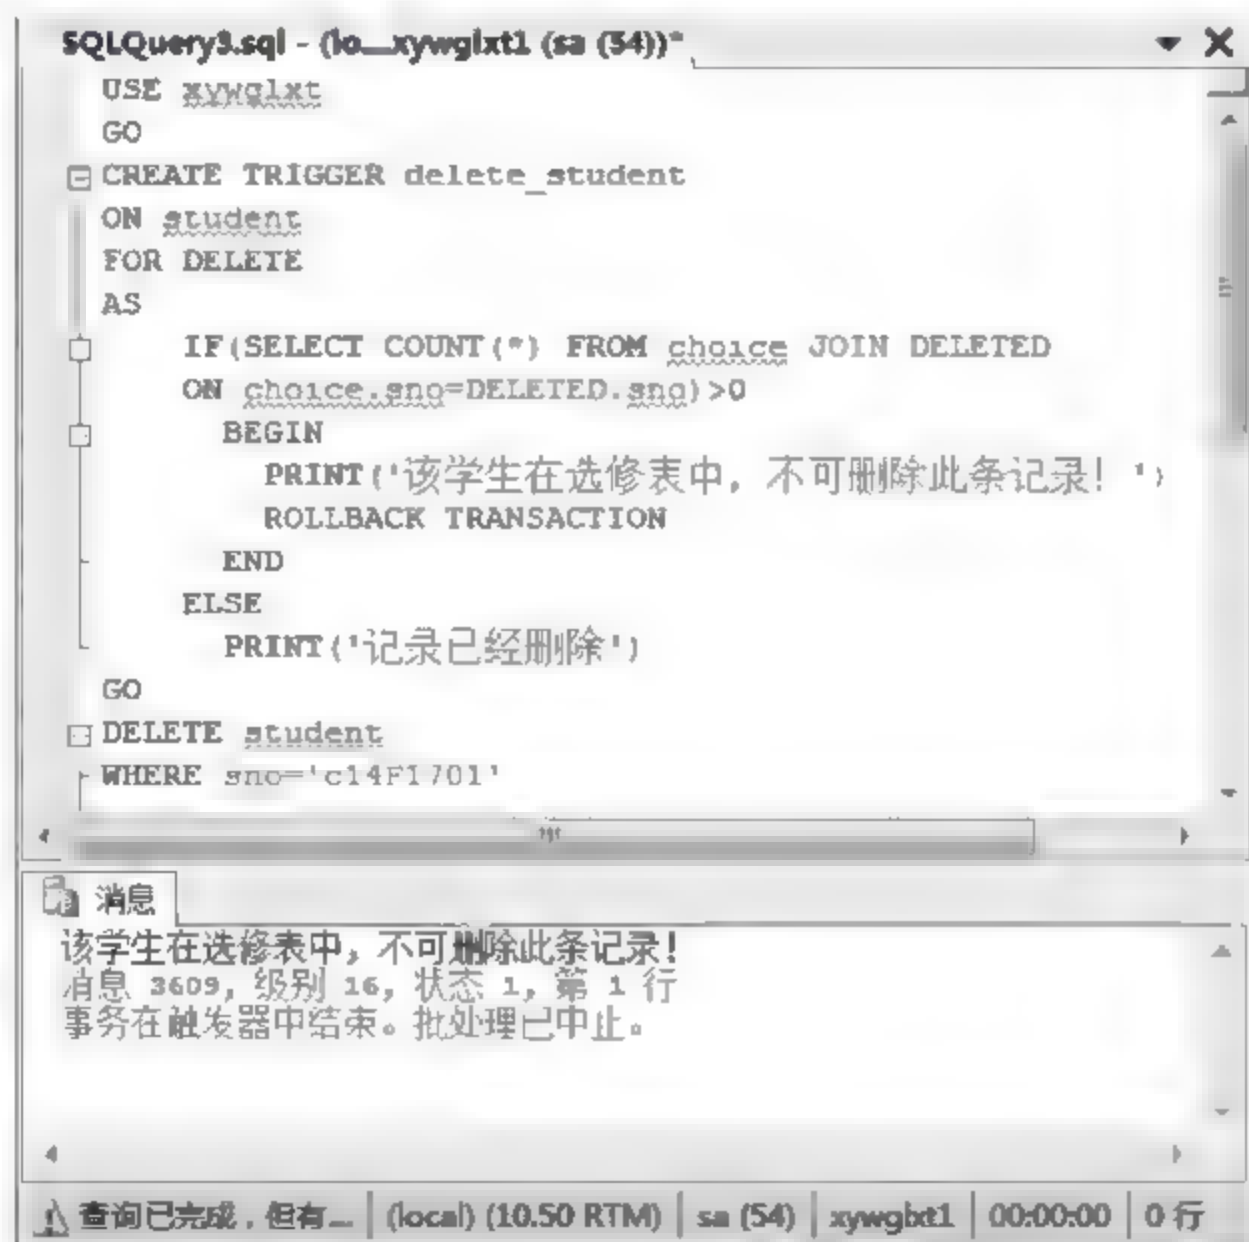 SQLQuery3.sql - (lo...xywglxt1 (sa (54))*
USE xywglxt
GO
CREATE TRIGGER delete_student
ON student
FOR DELETE
AS
IF(SELECT COUNT(*) FROM choice JOIN DELETED
ON choice.sno=DELETED.sno)>0
BEGIN
PRINT('该学生在选修表中，不可删除此条记录！')
ROLLBACK TRANSACTION
END
ELSE
PRINT('记录已经删除')
GO
DELETE student
WHERE sno='c14F1701'
消息
该学生在选修表中，不可删除此条记录！
消息 3609，级别 16，状态 1，第 1 行
事务在触发器中结束。批处理已中止。
查询已完成，但有... (local) (10.50 RTM) sa (54) xywglxt1 00:00:00 0 行